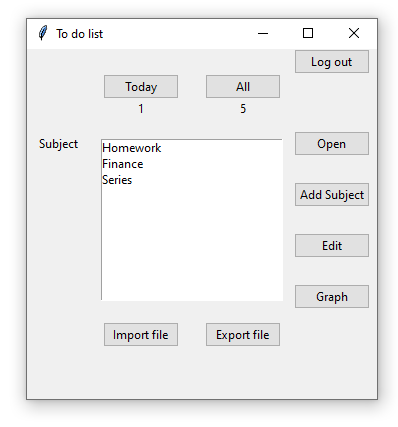 To do list
Log out
Today All
1 5
Subject
Homework
Finance
Series
Open
Add Subject
Edit
Graph
Import file Export file